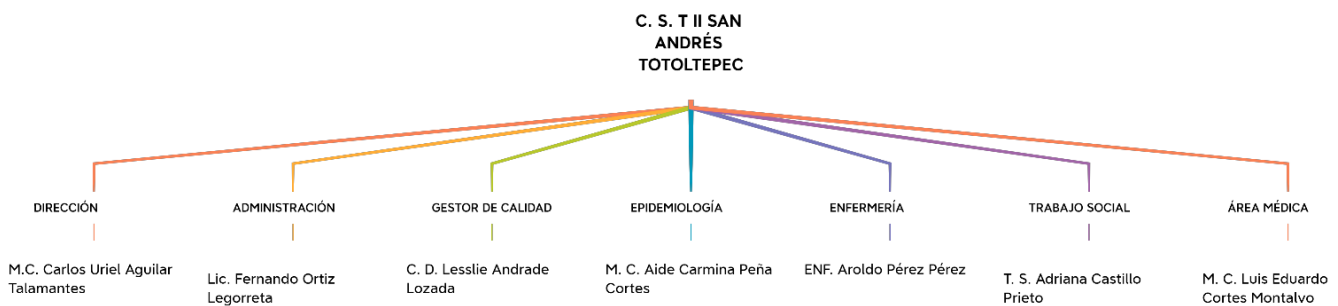 C. S. T II SAN
ANDRÉS
TOTOLTEPEC
DIRECCIÓN
ADMINISTRACIÓN
GESTOR DE CALIDAD
EPIDEMIOLOGÍA
ENFERMERÍA
TRABAJO SOCIAL
ÁREA MÉDICA
M.C. Carlos Uriel Aguilar
Talamantes
Lic. Fernando Ortiz
Legorreta
C. D. Lesslie Andrade
Lozada
M. C. Aide Carmina Peña
Cortes
ENF. Aroldo Pérez Pérez
T. S. Adriana Castillo
Prieto
M. C. Luis Eduardo
Cortes Montalvo